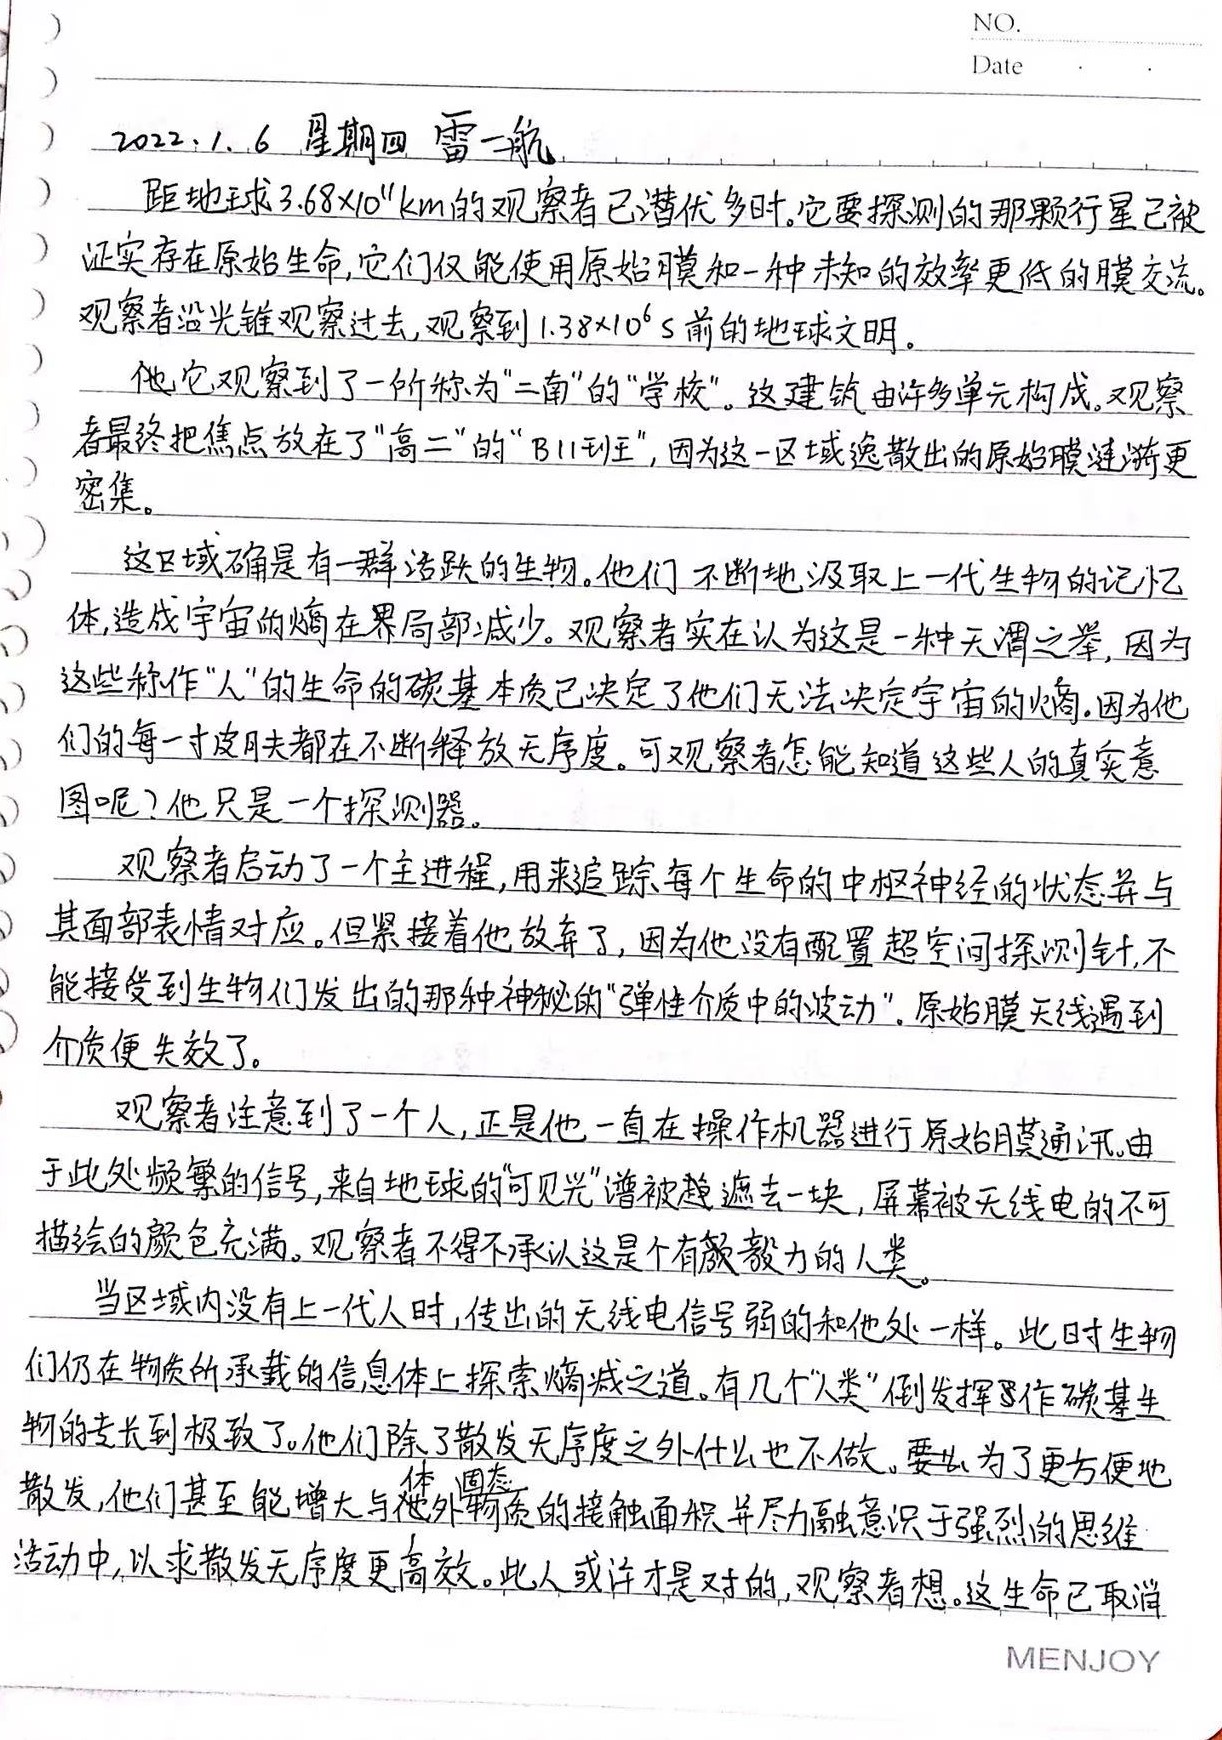 NO.
Date
2022.1.6 星期四 雷一航
距地球3.68×10¹¹km的观察者已潜伏多时。它要探测的那颗行星已被
证实存在原始生命,它们仅能使用原始膜和一种未知的效率更低的膜交流。
观察者沿光锥观察过去,观察到1.38×10⁶s前的地球文明。
他它观察到了一所称为"二南"的"学校"。这建筑由许多单元构成。观察
者最终把焦点放在了"高二"的"B11班",因为这一区域逸散出的原始膜涟漪更
密集。
这区域确是有一群活跃的生物。他们不断地汲取上一代生物的记忆
体,造成宇宙的熵在界局部减少。观察者实在认为这是一种无谓之举,因为
这些称作"人"的生命的碳基本质已决定了他们无法决定宇宙的熵。因为他
们的每一寸皮肤都在不断释放无序度。可观察者怎能知道这些人的真实意
图呢?他只是一个探测器。
观察者启动了一个主进程,用来追踪每个生命的中枢神经的状态并与
其面部表情对应。但紧接着他放弃了,因为他没有配置超空间探测针,不
能接受到生物们发出的那种神秘的"弹性介质中的波动"。原始膜天线遇到
介质便失效了。
观察者注意到了一个人,正是他一直在操作机器进行原始膜通讯。由
于此处频繁的信号,来自地球的"可见光"谱被遮去一块,屏幕被无线电的不可
描绘的颜色充满。观察者不得不承认这是个有毅力的人类。
当区域内没有上一代人时,传出的无线电信号弱的和他处一样。此时生物
们仍在物质所承载的信息体上探索熵减之道。有几个"人类"倒发挥作碳基生
物的专长到极致了。他们除了散发无序度之外什么也不做。要么为了更方便地
散发,他们甚至能增大与体外固态物质的接触面积并尽力融意识于强烈的思维
活动中,以求散发无序度更高效。此人或许才是对的,观察者想。这生命已取消
MENJOY